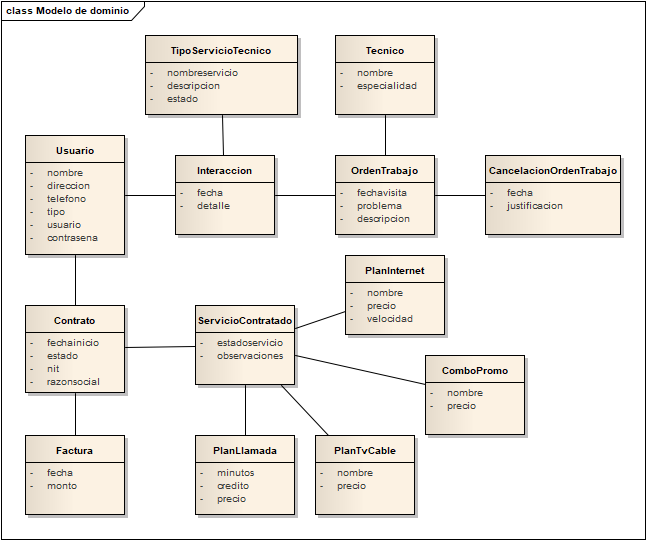 class Modelo de dominio
TipoServicioTecnico
- nombreservicio
- descripcion
- estado
Tecnico
- nombre
- especialidad
Usuario
- nombre
- direccion
- telefono
- tipo
- usuario
- contrasena
Interaccion
- fecha
- detalle
OrdenTrabajo
- fechavisita
- problema
- descripcion
CancelacionOrdenTrabajo
- fecha
- justificacion
PlanInternet
- nombre
- precio
- velocidad
Contrato
- fechainicio
- estado
- nit
- razonsocial
ServicioContratado
- estadoservicio
- observaciones
ComboPromo
- nombre
- precio
Factura
- fecha
- monto
PlanLlamada
- minutos
- credito
- precio
PlanTvCable
- nombre
- precio